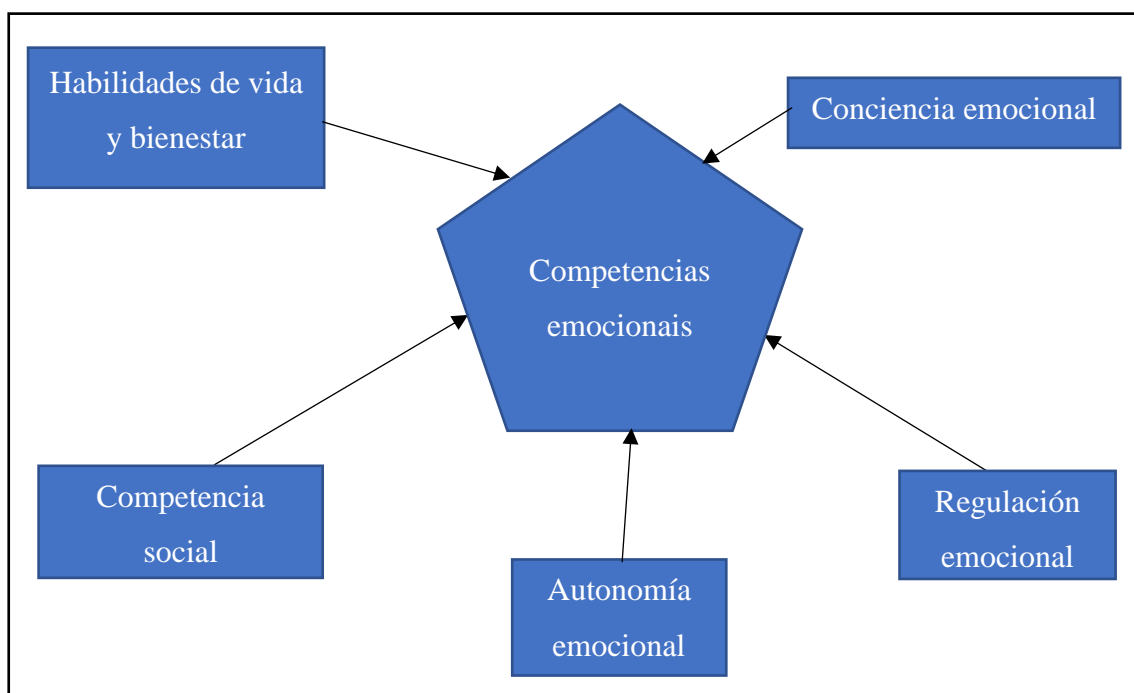 Habilidades de vida
y bienestar
Conciencia emocional
Competencias
emocionais
Competencia
social
Autonomía
emocional
Regulación
emocional